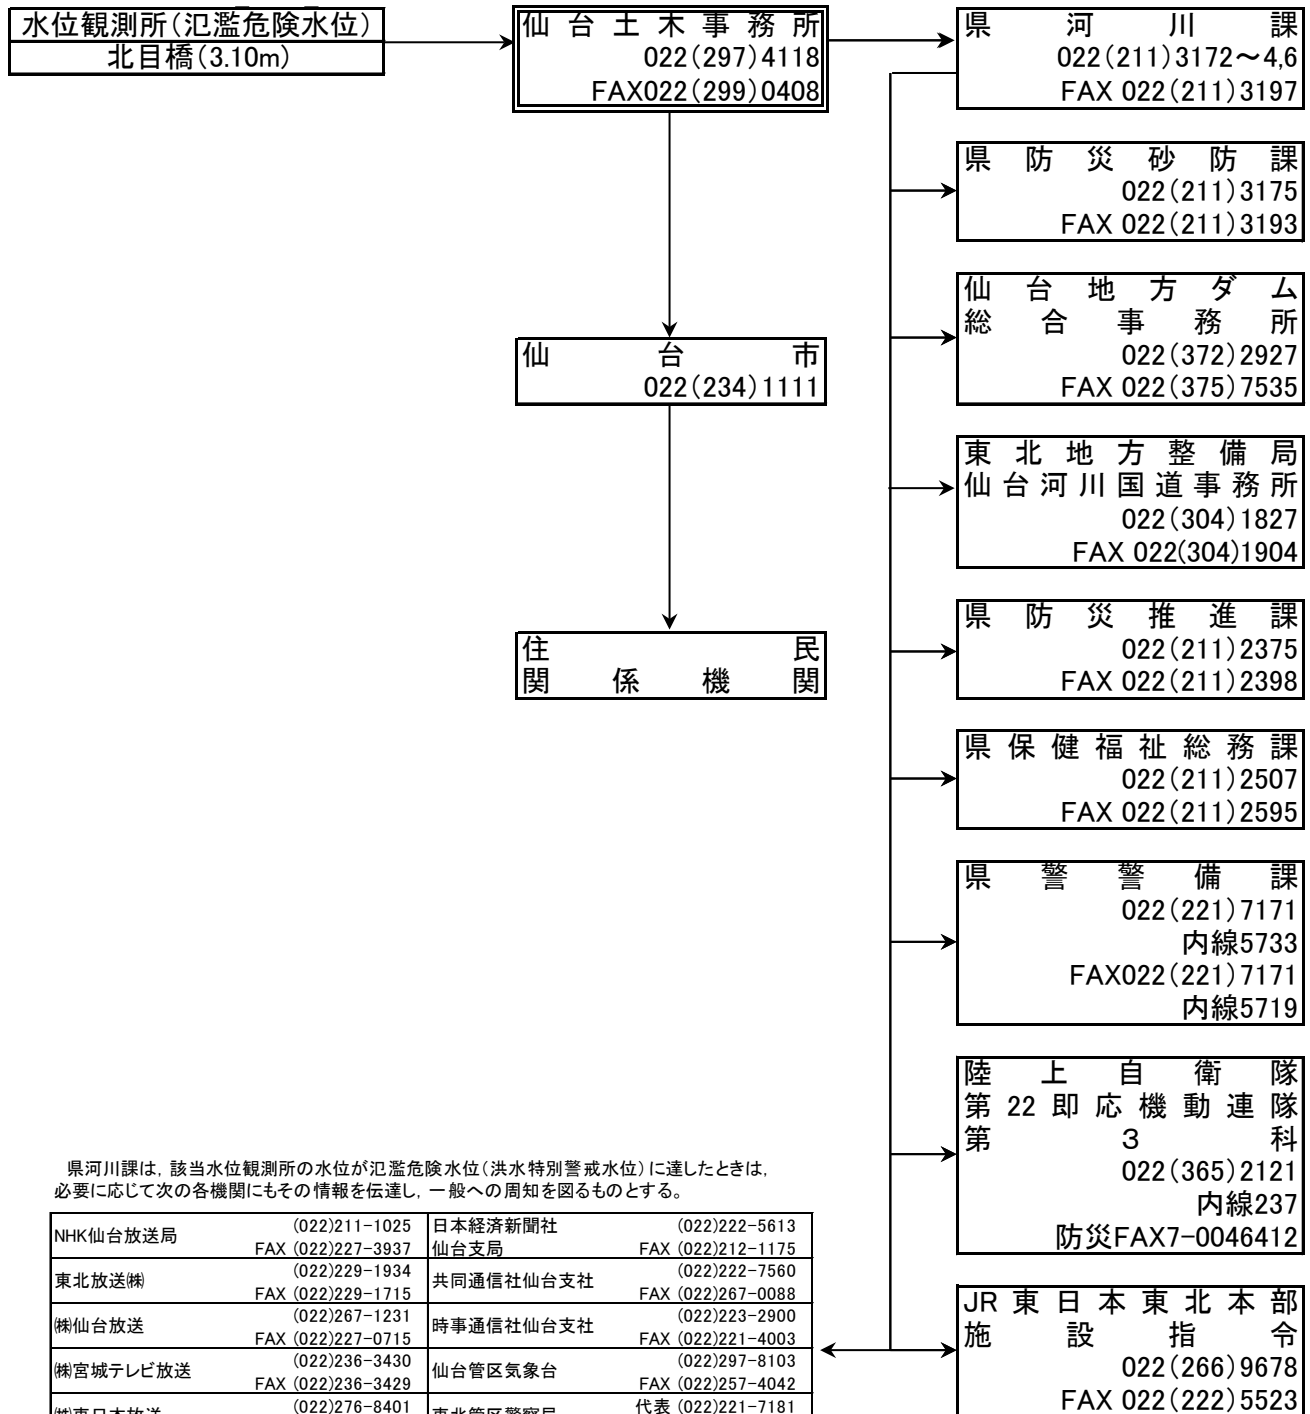 水位観測所(氾濫危険水位)
北目橋(3.10m)
仙台土木事務所
022(297)4118
FAX022(299)0408
仙台市
022(234)1111
住民
関係機関
県河川課
022(211)3172～4,6
FAX 022(211)3197
県防災砂防課
022(211)3175
FAX 022(211)3193
仙台地方ダム
総合事務所
022(372)2927
FAX 022(375)7535
東北地方整備局
仙台河川国道事務所
022(304)1827
FAX 022(304)1904
県防災推進課
022(211)2375
FAX 022(211)2398
県保健福祉総務課
022(211)2507
FAX 022(211)2595
県警警備課
022(221)7171
内線5733
FAX022(221)7171
内線5719
陸上自衛隊
第22即応機動連隊
第3科
022(365)2121
内線237
防災FAX7-0046412
JR東日本東北本部
施設指令
022(266)9678
FAX 022(222)5523
県河川課は，該当水位観測所の水位が氾濫危険水位(洪水特別警戒水位)に達したときは，
必要に応じて次の各機関にもその情報を伝達し，一般への周知を図るものとする。
NHK仙台放送局 (022)211-1025
FAX (022)227-3937
日本経済新聞社 (022)222-5613
仙台支局 FAX (022)212-1175
東北放送㈱ (022)229-1934
FAX (022)229-1715
共同通信社仙台支社 (022)222-7560
FAX (022)267-0088
㈱仙台放送 (022)267-1231
FAX (022)227-0715
時事通信社仙台支社 (022)223-2900
FAX (022)221-4003
㈱宮城テレビ放送 (022)236-3430
FAX (022)236-3429
仙台管区気象台 (022)297-8103
FAX (022)257-4042
㈱東日本放送 (022)276-8401
東北管区警察局 代表 (022)221-7181